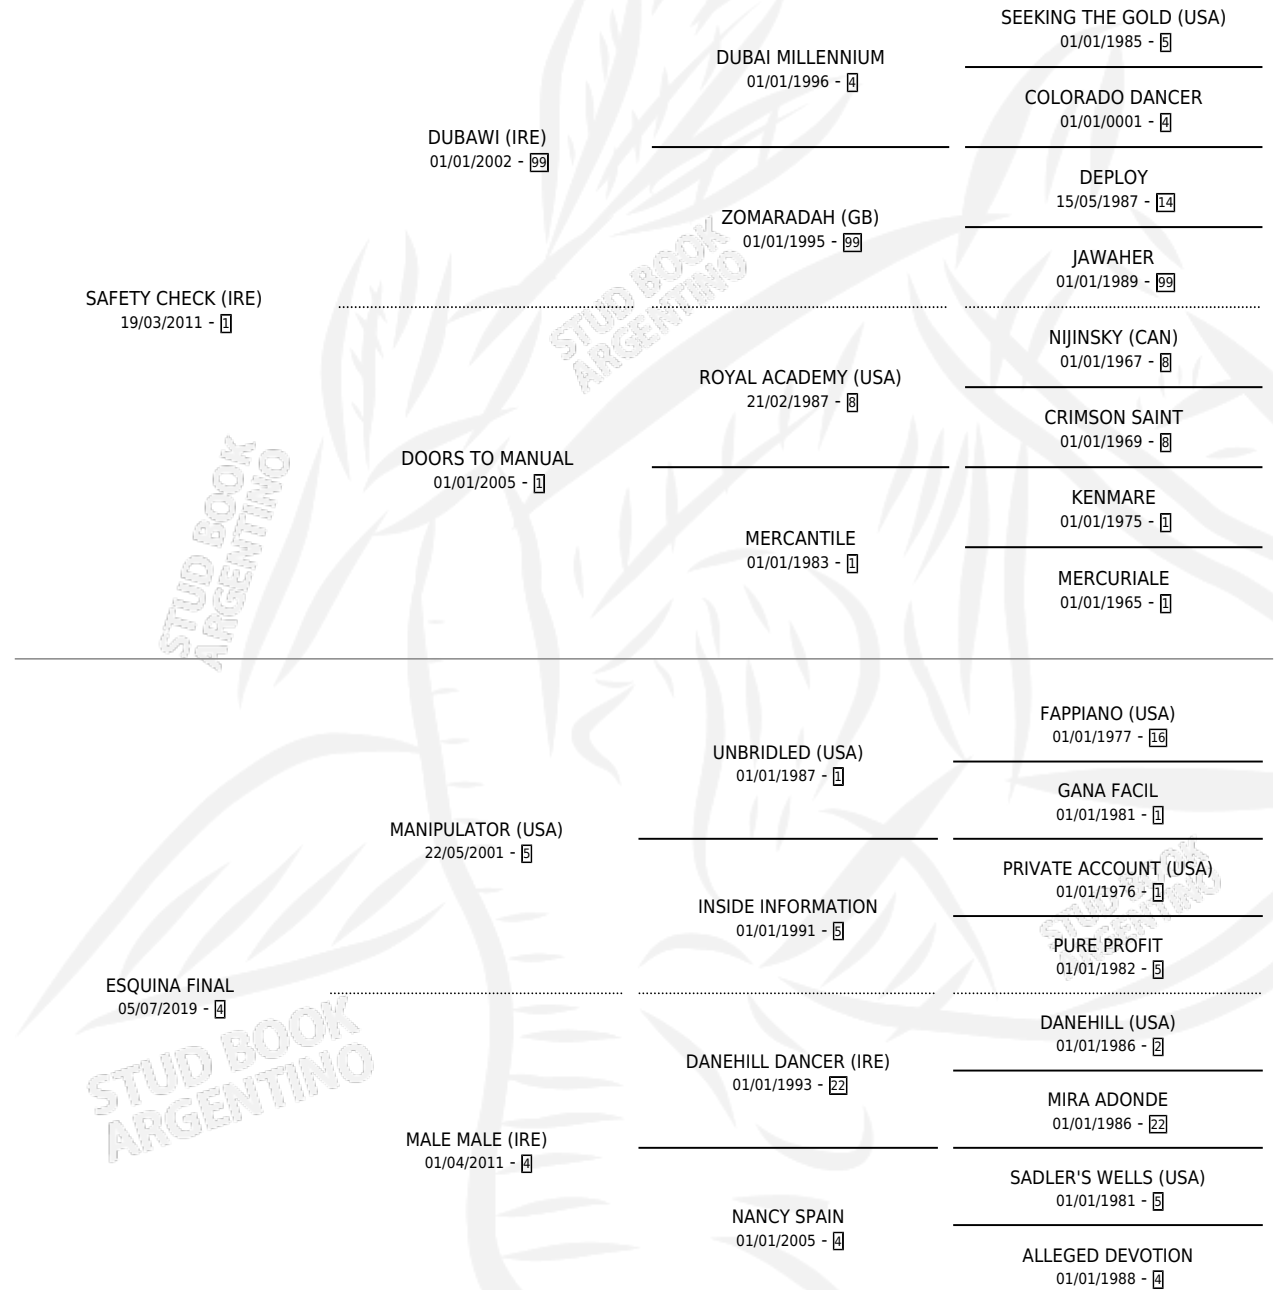 SEEKING THE GOLD (USA)
01/01/1985 - 5
DUBAI MILLENNIUM
01/01/1996 - 4
COLORADO DANCER
01/01/0001 - 4
DUBAWI (IRE)
01/01/2002 - 99
DEPLOY
15/05/1987 - 14
ZOMARADAH (GB)
01/01/1995 - 99
JAWAHER
01/01/1989 - 99
SAFETY CHECK (IRE)
19/03/2011 - 1
NIJINSKY (CAN)
01/01/1967 - 8
ROYAL ACADEMY (USA)
21/02/1987 - 8
CRIMSON SAINT
01/01/1969 - 8
DOORS TO MANUAL
01/01/2005 - 1
KENMARE
01/01/1975 - 1
MERCANTILE
01/01/1983 - 1
MERCURIALE
01/01/1965 - 1
FAPPIANO (USA)
01/01/1977 - 16
UNBRIDLED (USA)
01/01/1987 - 1
GANA FACIL
01/01/1981 - 1
MANIPULATOR (USA)
22/05/2001 - 5
PRIVATE ACCOUNT (USA)
01/01/1976 - 1
INSIDE INFORMATION
01/01/1991 - 5
PURE PROFIT
01/01/1982 - 5
ESQUINA FINAL
05/07/2019 - 4
DANEHILL (USA)
01/01/1986 - 2
DANEHILL DANCER (IRE)
01/01/1993 - 22
MIRA ADONDE
01/01/1986 - 22
MALE MALE (IRE)
01/04/2011 - 4
SADLER'S WELLS (USA)
01/01/1981 - 5
NANCY SPAIN
01/01/2005 - 4
ALLEGED DEVOTION
01/01/1988 - 4
STUD BOOK
ARGENTINO
STUD BOOK
ARGENTINO
STUD BOOK
ARGENTINO
STUD BOOK
ARGENTINO